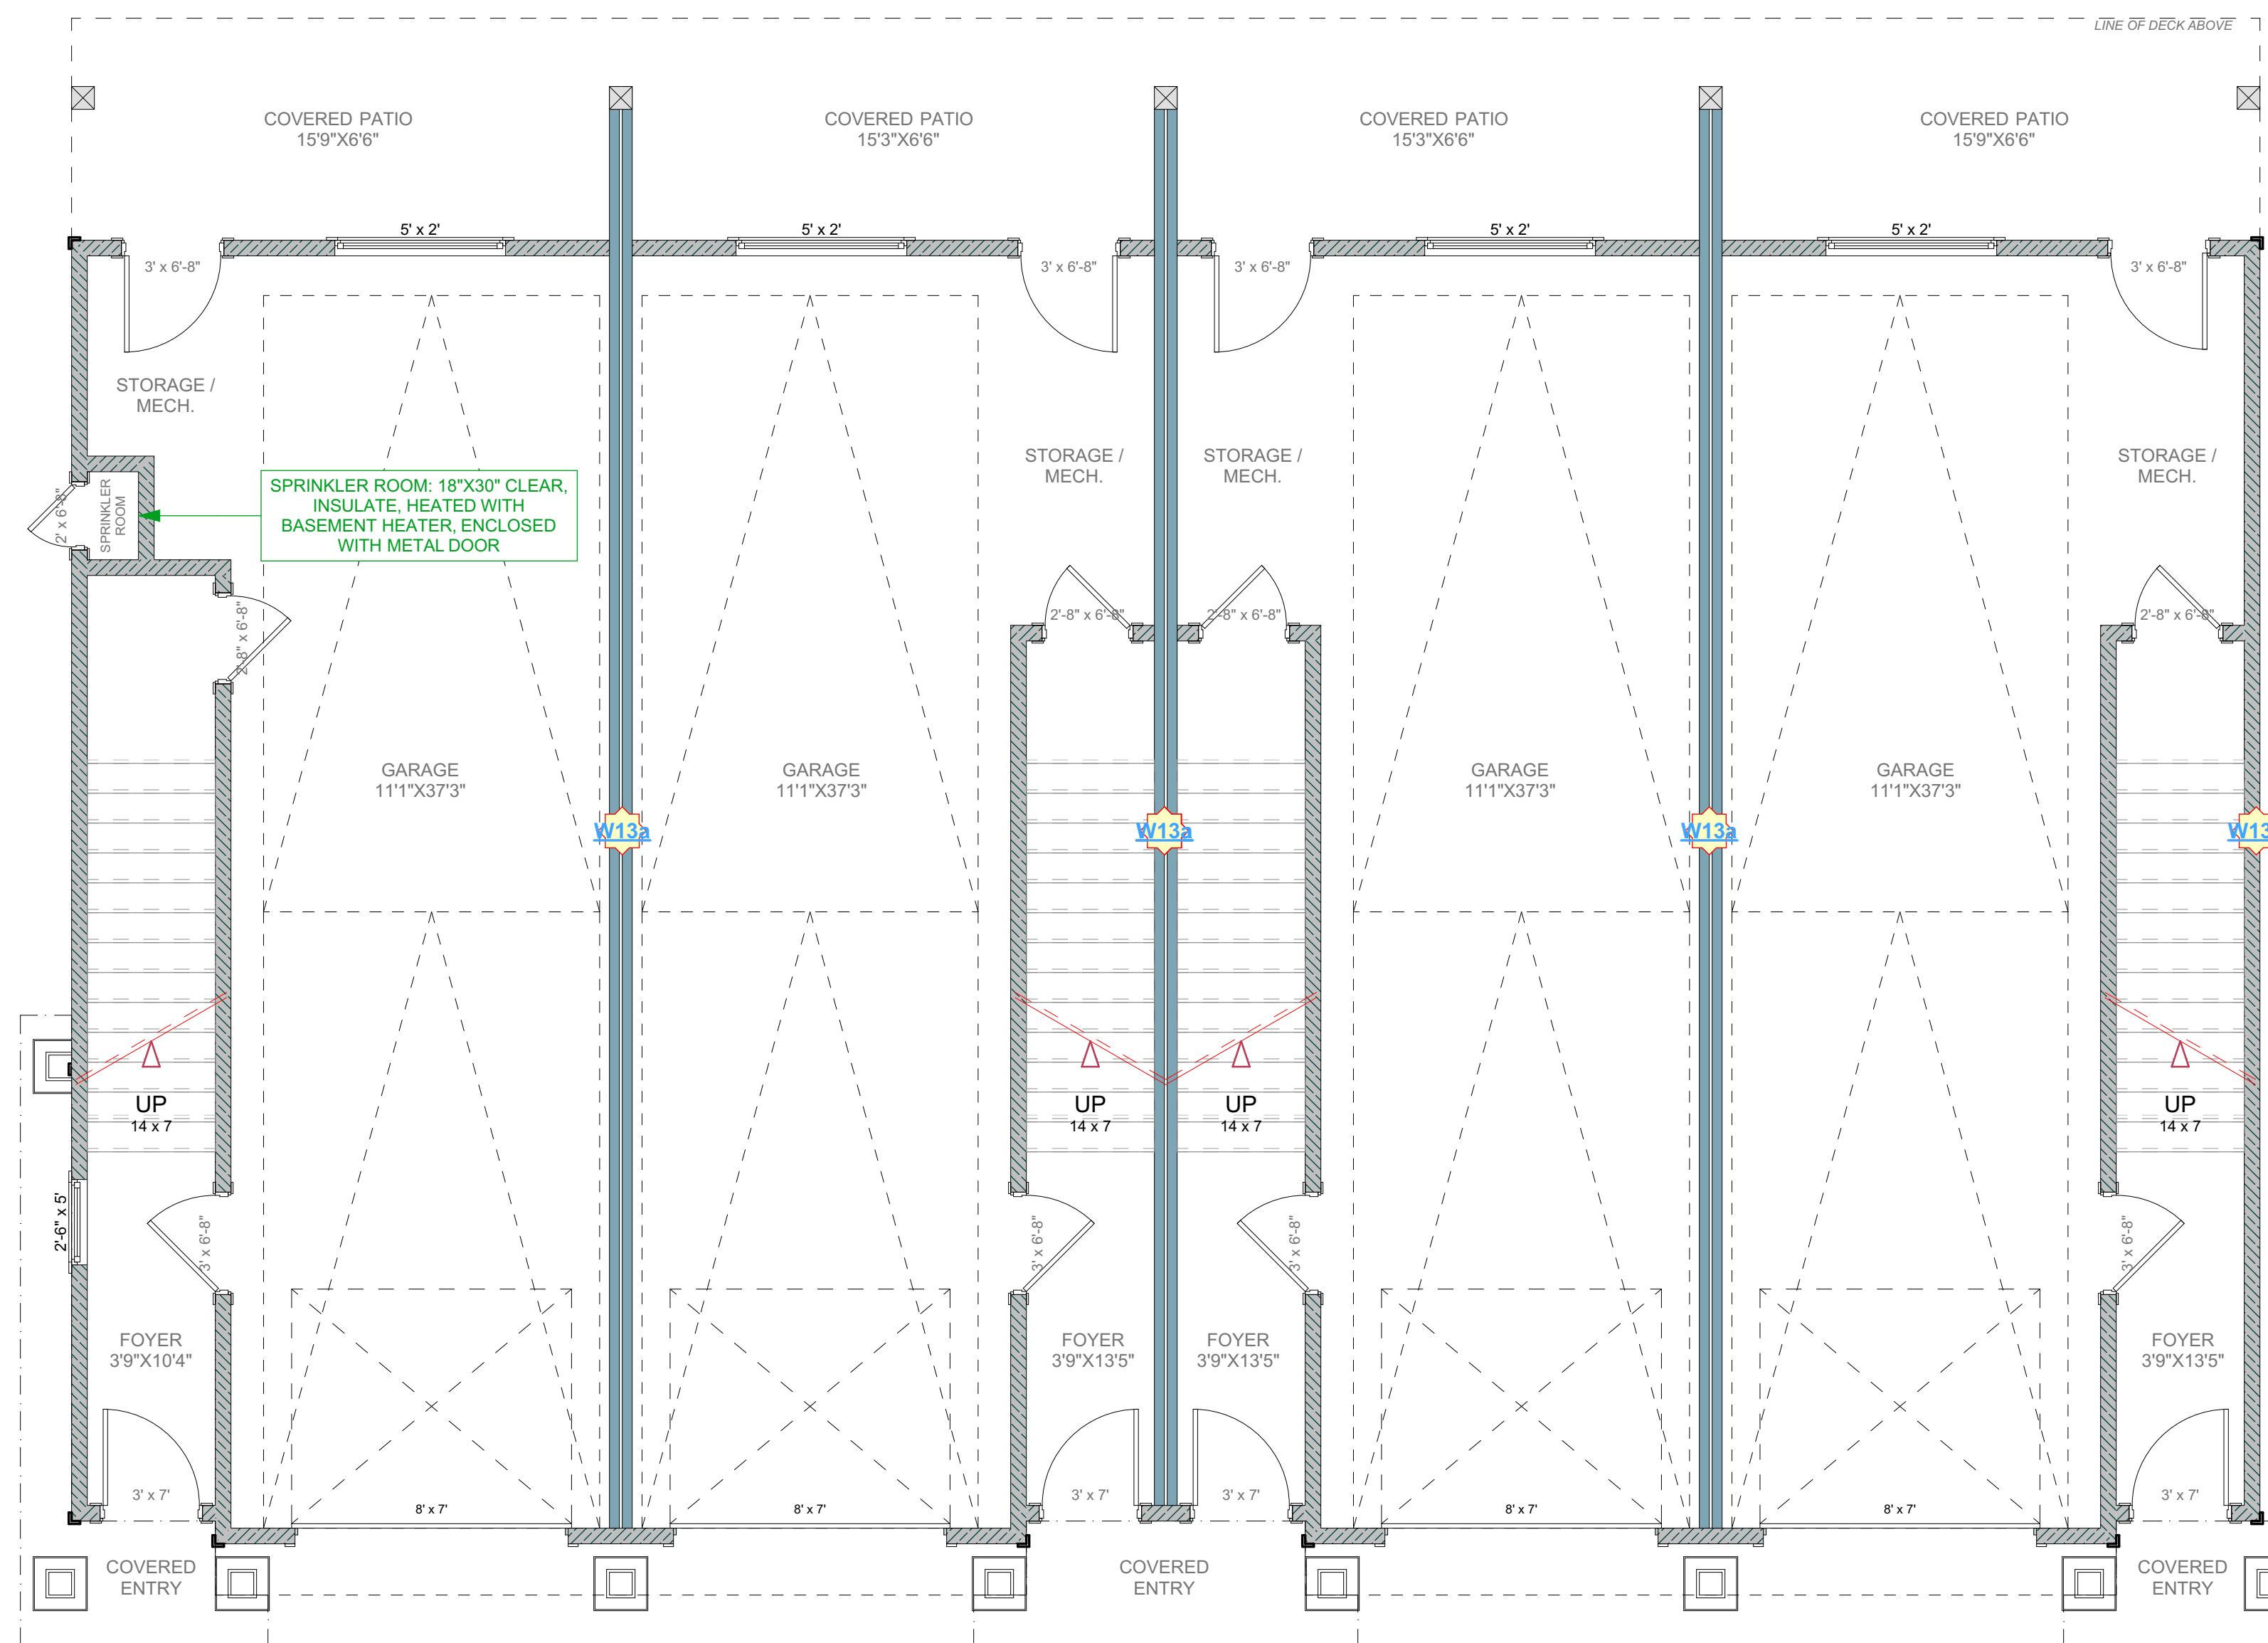 LINE OF DECK ABOVE
COVERED PATIO
15'9"X6'6"
COVERED PATIO
15'3"X6'6"
COVERED PATIO
15'3"X6'6"
COVERED PATIO
15'9"X6'6"
5' x 2'
5' x 2'
5' x 2'
5' x 2'
3' x 6'-8"
3' x 6'-8"
3' x 6'-8"
3' x 6'-8"
STORAGE /
MECH.
STORAGE /
MECH.
STORAGE /
MECH.
STORAGE /
MECH.
2' x 6'-8"
SPRINKLER
ROOM
SPRINKLER ROOM: 18"X30" CLEAR,
INSULATE, HEATED WITH
BASEMENT HEATER, ENCLOSED
WITH METAL DOOR
2'-8" x 6'-8"
2'-8" x 6'-8"
2'-8" x 6'-8"
2'-8" x 6'-8"
GARAGE
11'1"X37'3"
GARAGE
11'1"X37'3"
GARAGE
11'1"X37'3"
GARAGE
11'1"X37'3"
W13a
W13a
W13a
W13
UP
14 x 7
UP
14 x 7
UP
14 x 7
UP
14 x 7
2'-6" x 5'
3' x 6'-8"
3' x 6'-8"
3' x 6'-8"
3' x 6'-8"
FOYER
3'9"X10'4"
FOYER
3'9"X13'5"
FOYER
3'9"X13'5"
FOYER
3'9"X13'5"
3' x 7'
3' x 7'
3' x 7'
3' x 7'
8' x 7'
8' x 7'
8' x 7'
8' x 7'
COVERED
ENTRY
COVERED
ENTRY
COVERED
ENTRY